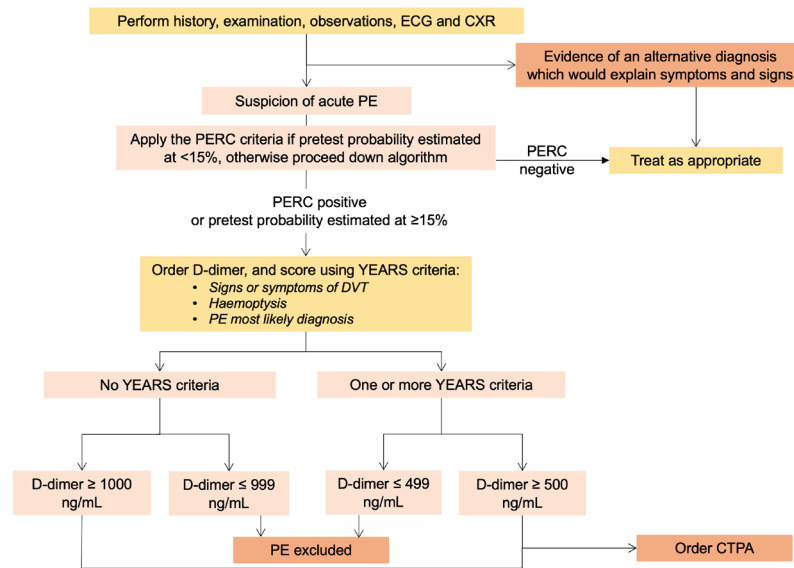 Perform history, examination, observations, ECG and CXR
Evidence of an alternative diagnosis
which would explain symptoms and signs
Suspicion of acute PE
Apply the PERC criteria if pretest probability estimated
at <15%, otherwise proceed down algorithm
PERC
negative
Treat as appropriate
PERC positive
or pretest probability estimated at ≥15%
Order D-dimer, and score using YEARS criteria:
• Signs or symptoms of DVT
• Haemoptysis
• PE most likely diagnosis
No YEARS criteria
One or more YEARS criteria
D-dimer ≥ 1000
ng/mL
D-dimer ≤ 999
ng/mL
D-dimer ≤ 499
ng/mL
D-dimer ≥ 500
ng/mL
PE excluded
Order CTPA